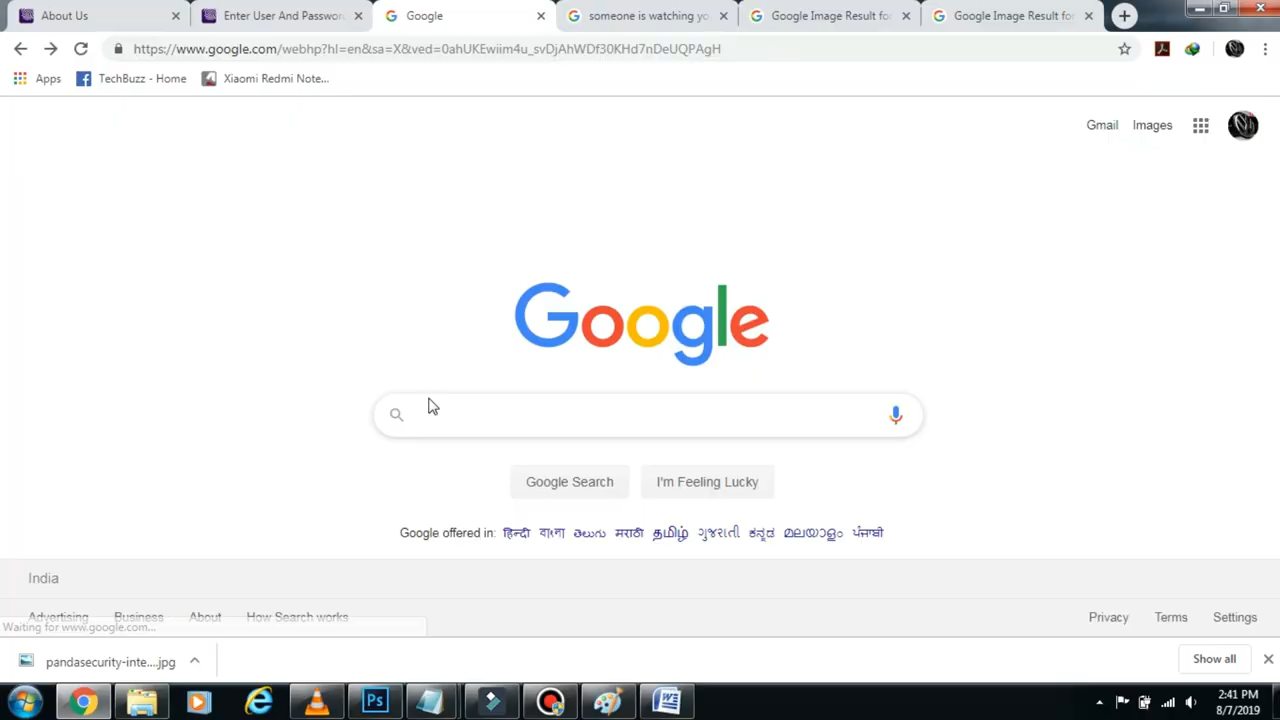 About Us
Enter User And Passwor
Google
someone is watching yo
Google Image Result fo
Google Image Result fo
https://www.google.com/webhp?hl=en&sa=X&ved=0ahUKEwiim4u_svDjAhWDf30KHd7nDeUQPAgH
Apps
TechBuzz - Home
Xiaomi Redmi Note...
Gmail Images
Google
Google Search
I'm Feeling Lucky
Google offered in: हिन्दी বাংলা తెలుగు मराठी தமிழ் ગુજરાતી ಕನ್ನಡ മലയാളം ਪੰਜਾਬੀ
India
Advertising Business About How Search works
Privacy Terms Settings
Waiting for www.google.com...
pandasecurity-inte....jpg
Show all
Ps
W
2:41 PM
8/7/2019